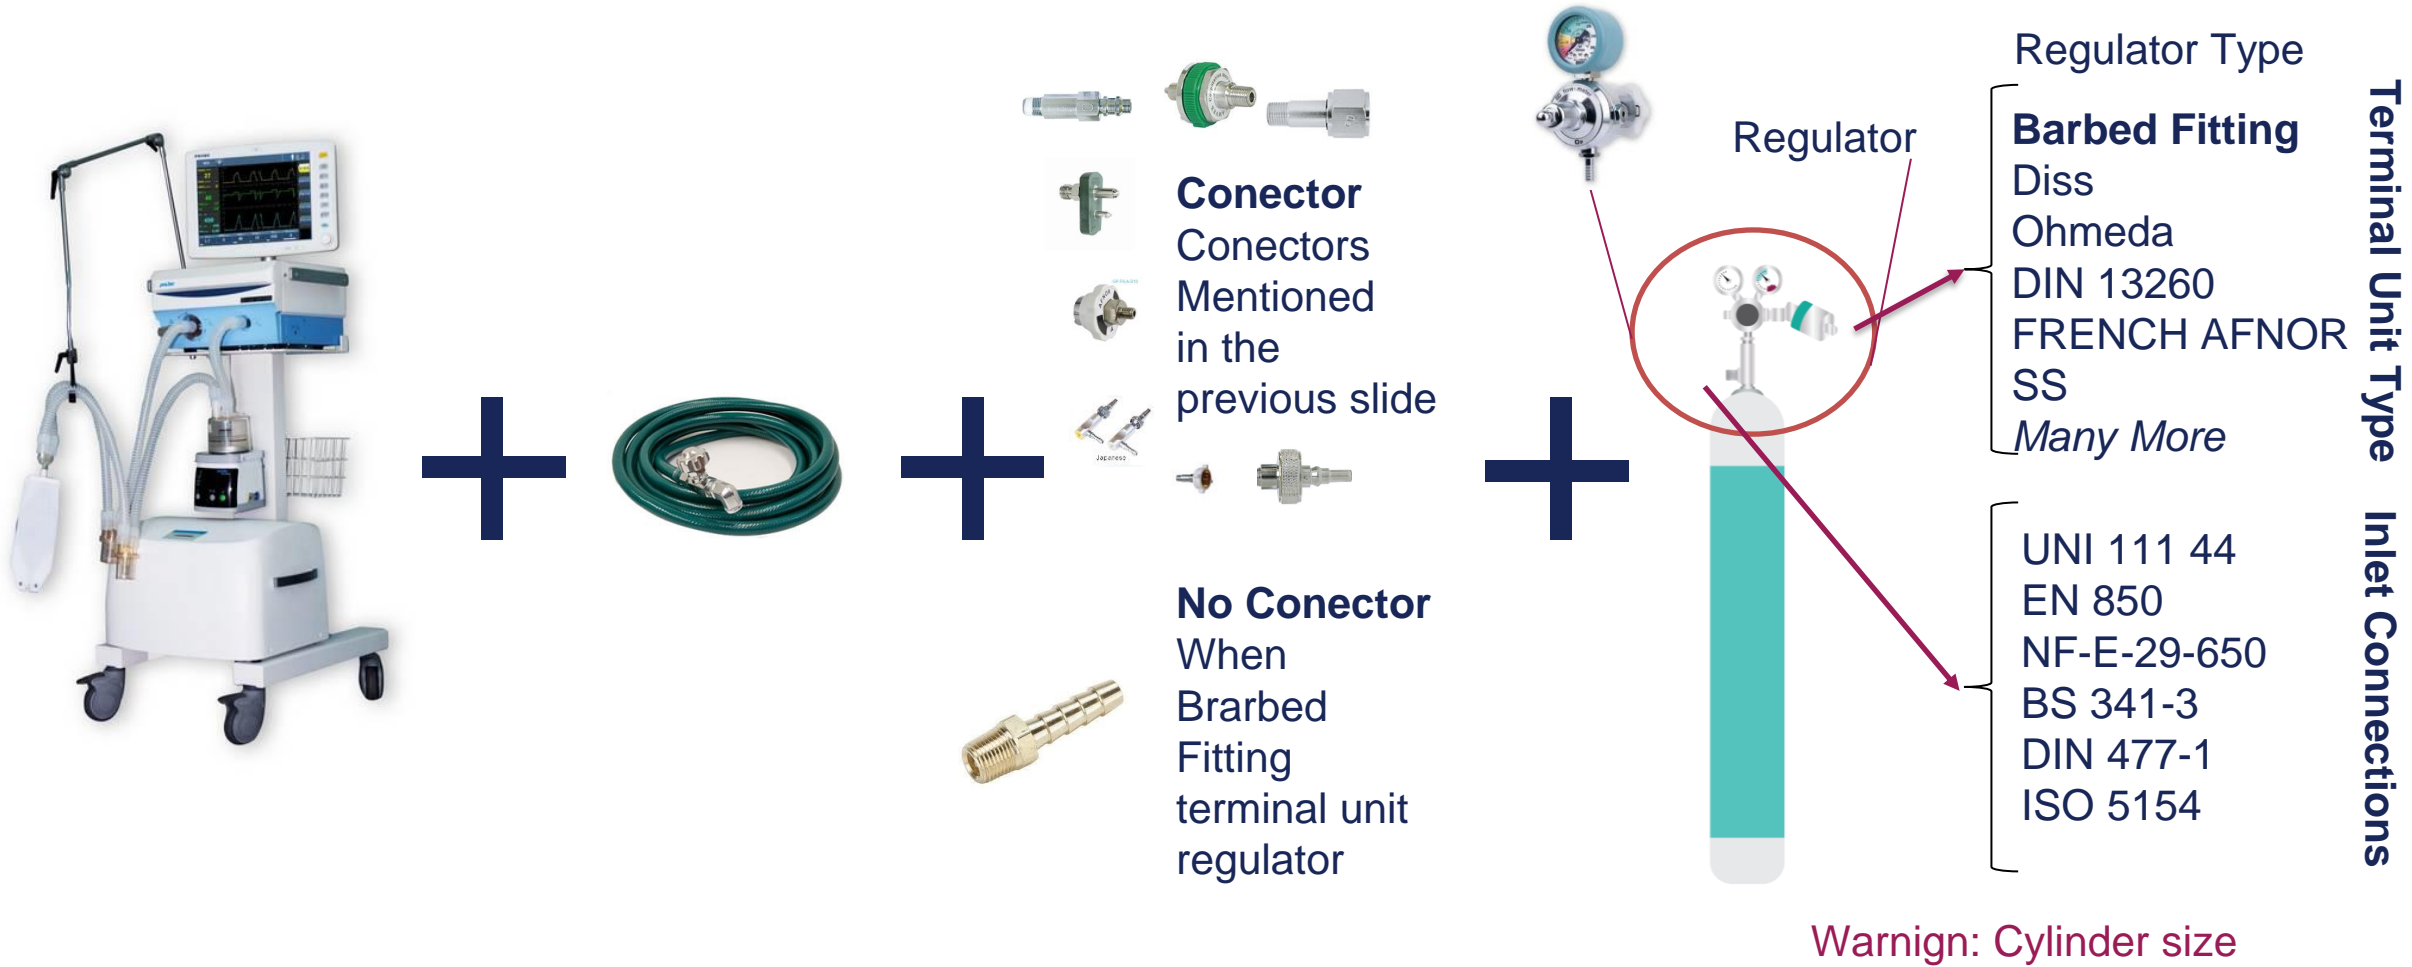 Conector
Conectors
Mentioned
in the
previous slide
AFNOR
Japanese
No Conector
When
Brarbed
Fitting
terminal unit
regulator
Regulator
Regulator Type
Barbed Fitting
Diss
Ohmeda
DIN 13260
FRENCH AFNOR
SS
Many More
Terminal Unit Type
UNI 111 44
EN 850
NF-E-29-650
BS 341-3
DIN 477-1
ISO 5154
Inlet Connections
Warnign: Cylinder size